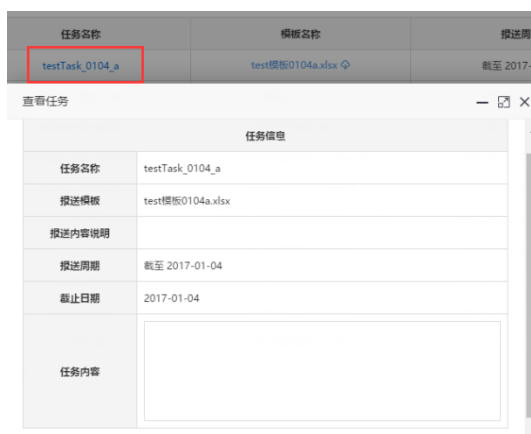 任务名称 模板名称 报送周
testTask_0104_a test模板0104a.xlsx 截至 2017-
查看任务
任务信息
任务名称 testTask_0104_a
报送模板 test模板0104a.xlsx
报送内容说明
报送周期 截至 2017-01-04
截止日期 2017-01-04
任务内容